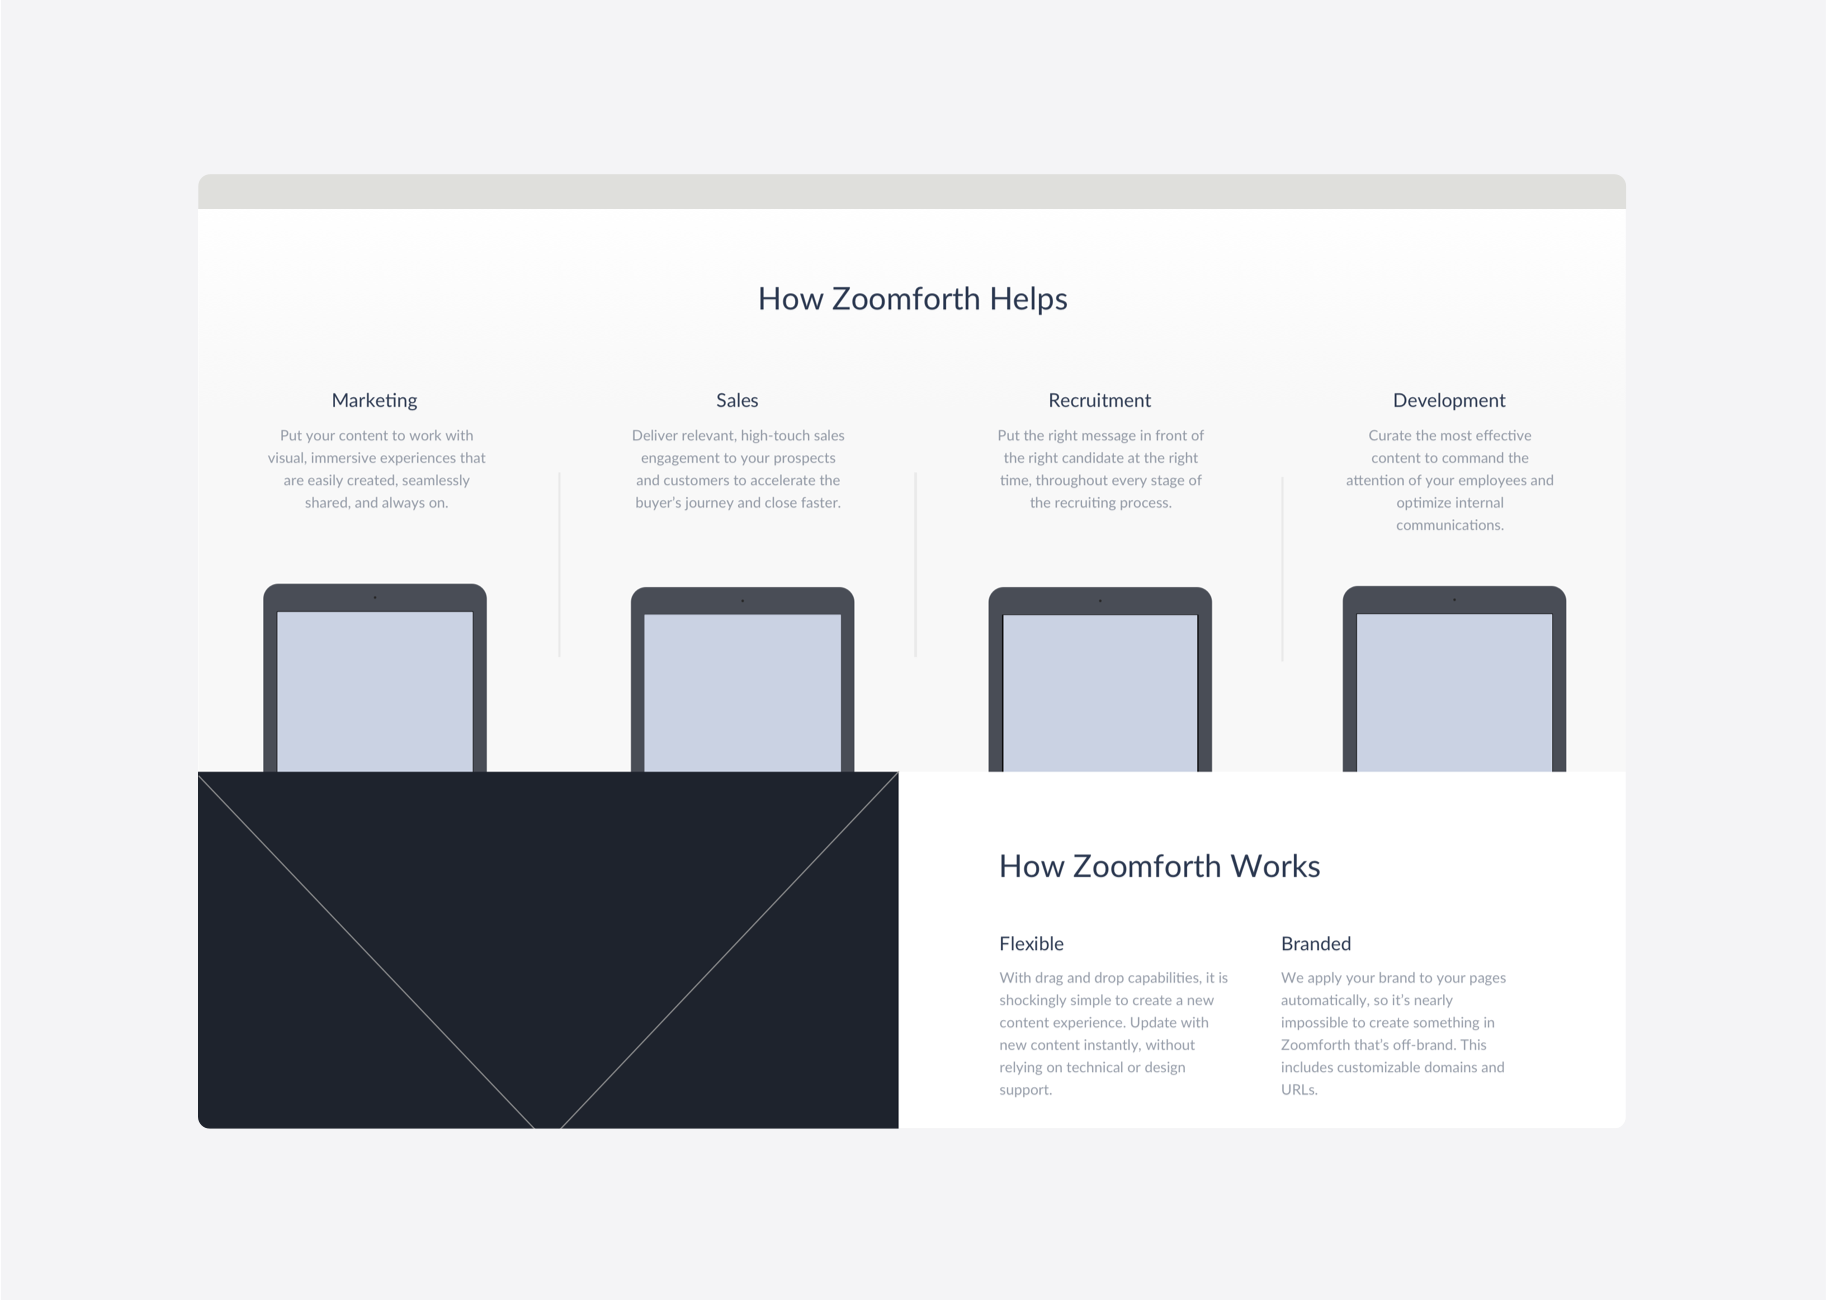 How Zoomforth Helps
Marketing
Put your content to work with
visual, immersive experiences that
are easily created, seamlessly
shared, and always on.
Sales
Deliver relevant, high-touch sales
engagement to your prospects
and customers to accelerate the
buyer's journey and close faster.
Recruitment
Put the right message in front of
the right candidate at the right
time, throughout every stage of
the recruiting process.
Development
Curate the most effective
content to command the
attention of your employees and
optimize internal
communications.
How Zoomforth Works
Flexible
With drag and drop capabilities, it is
shockingly simple to create a new
content experience. Update with
new content instantly, without
relying on technical or design
support.
Branded
We apply your brand to your pages
automatically, so it's nearly
impossible to create something in
Zoomforth that's off-brand. This
includes customizable domains and
URLs.